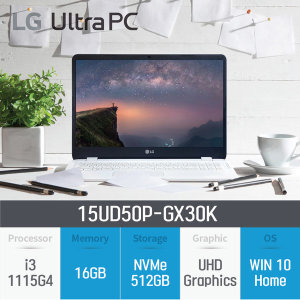 LG UltraPC
LG
15UD50P-GX30K
Processor Memory Storage Graphic OS
i3 1115G4 16GB NVMe 512GB UHD Graphics WIN 10 Home